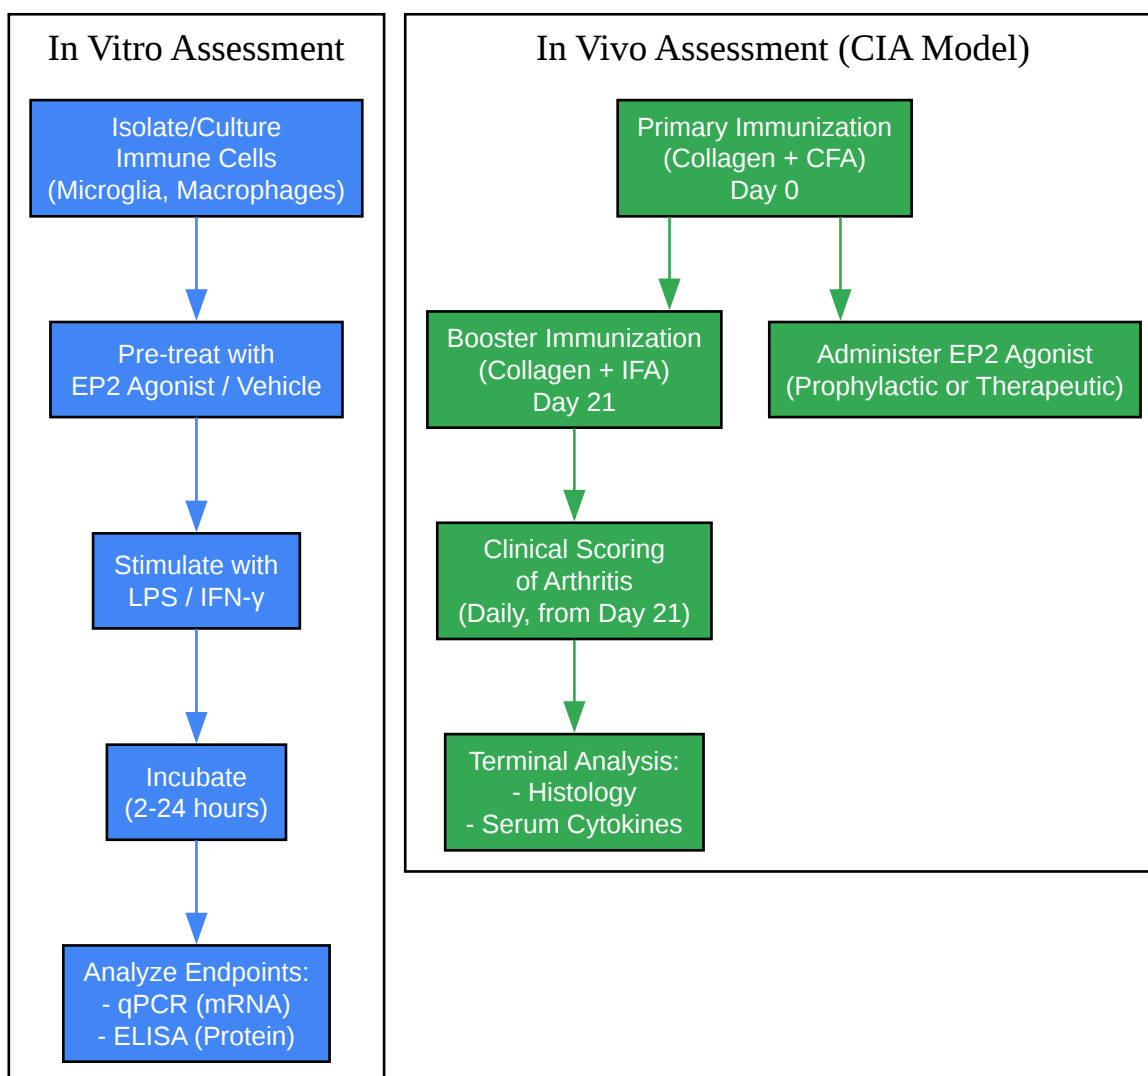 In Vitro Assessment
Isolate/Culture
Immune Cells
(Microglia, Macrophages)
Pre-treat with
EP2 Agonist / Vehicle
Stimulate with
LPS / IFN-γ
Incubate
(2-24 hours)
Analyze Endpoints:
- qPCR (mRNA)
- ELISA (Protein)
In Vivo Assessment (CIA Model)
Primary Immunization
(Collagen + CFA)
Day 0
Booster Immunization
(Collagen + IFA)
Day 21
Administer EP2 Agonist
(Prophylactic or Therapeutic)
Clinical Scoring
of Arthritis
(Daily, from Day 21)
Terminal Analysis:
- Histology
- Serum Cytokines